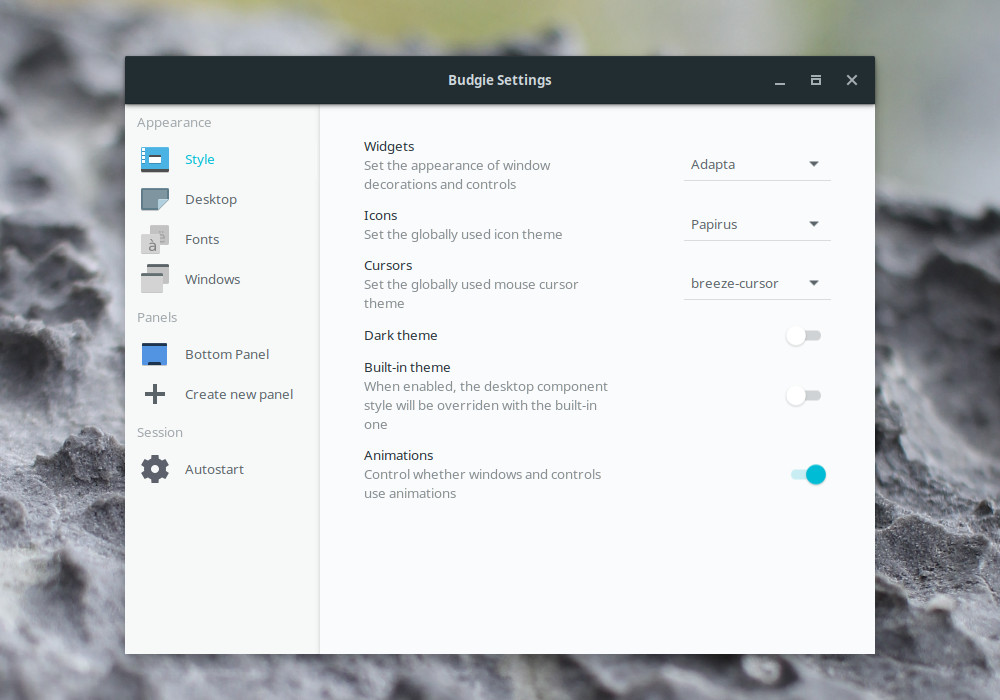 Budgie Settings
Appearance
Style
Desktop
Fonts
Windows
Panels
Bottom Panel
Create new panel
Session
Autostart
Widgets
Set the appearance of window
decorations and controls
Adapta
Icons
Set the globally used icon theme
Papirus
Cursors
Set the globally used mouse cursor
theme
breeze-cursor
Dark theme
Built-in theme
When enabled, the desktop component
style will be overriden with the built-in
one
Animations
Control whether windows and controls
use animations